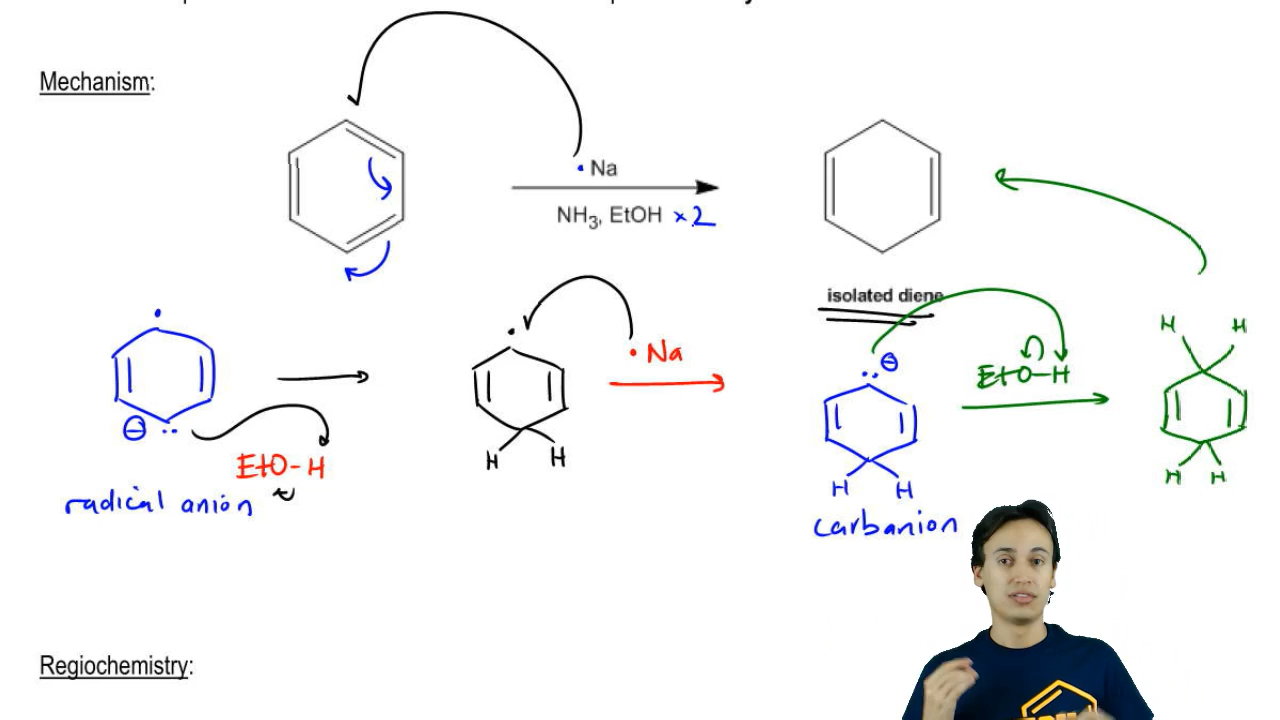 Mechanism:
· Na
NH3, EtOH ×2
isolated diene
· Na
EtO-H
H H
EtO-H
radical anion
⊖
H H
⊖
H H
carbanion
H H
Regiochemistry: